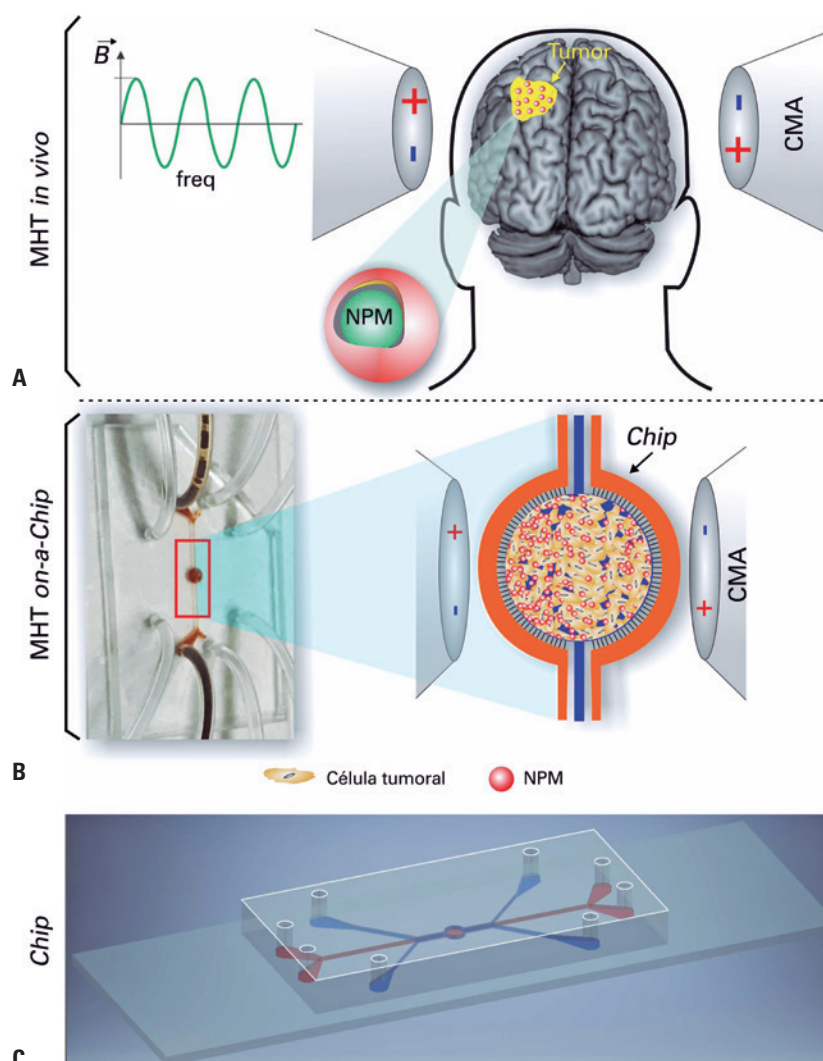 MHT in vivo
B
freq
Tumor
+
-
-
+
CMA
NPM
A
MHT on-a-Chip
Chip
+
-
-
+
CMA
B
Célula tumoral
NPM
Chip
C